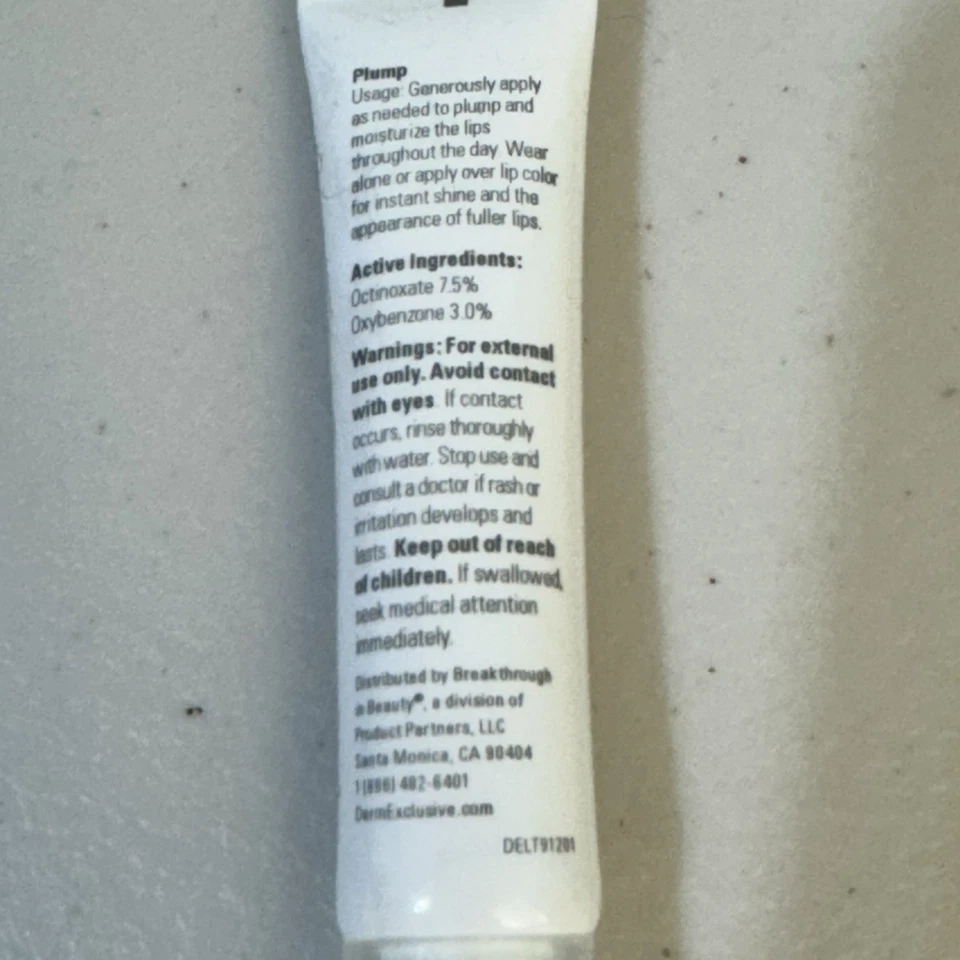 Plump
Usage: Generously apply
as needed to plump and
moisturize the lips
throughout the day. Wear
alone or apply over lip color
for instant shine and the
appearance of fuller lips.
Active Ingredients:
Octinoxate 7.5%
Oxybenzone 3.0%
Warnings: For external
use only. Avoid contact
with eyes. If contact
occurs, rinse thoroughly
with water. Stop use and
consult a doctor if rash or
irritation develops and
lasts. Keep out of reach
of children. If swallowed,
seek medical attention
immediately.
Distributed by Breakthrough
in Beauty®, a division of
Product Partners, LLC
Santa Monica, CA 90404
1(886) 482-6401
DermExclusive.com
DELT91201